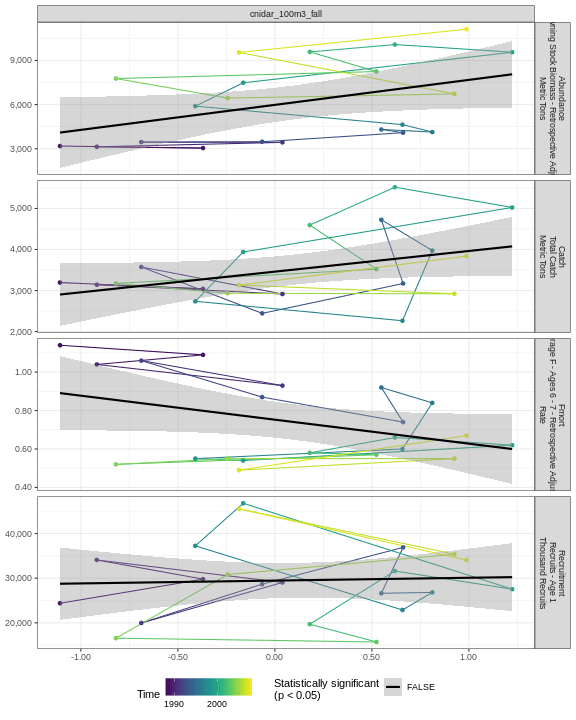 cnidar_100m3_fall
9,000
6,000
3,000
Abundance
ning Stock Biomass - Retrospective Adj
Metric Tons
5,000
4,000
3,000
2,000
Catch
Total Catch
Metric Tons
1.00
0.80
0.60
0.40
Fmort
rage F - Ages 6 - 7 - Retrospective Adjus
Rate
40,000
30,000
20,000
Recruitment
Recruits - Age 1
Thousand Recruits
-1.00 -0.50 0.00 0.50 1.00
Time
1990 2000
Statistically significant
(p < 0.05)
FALSE